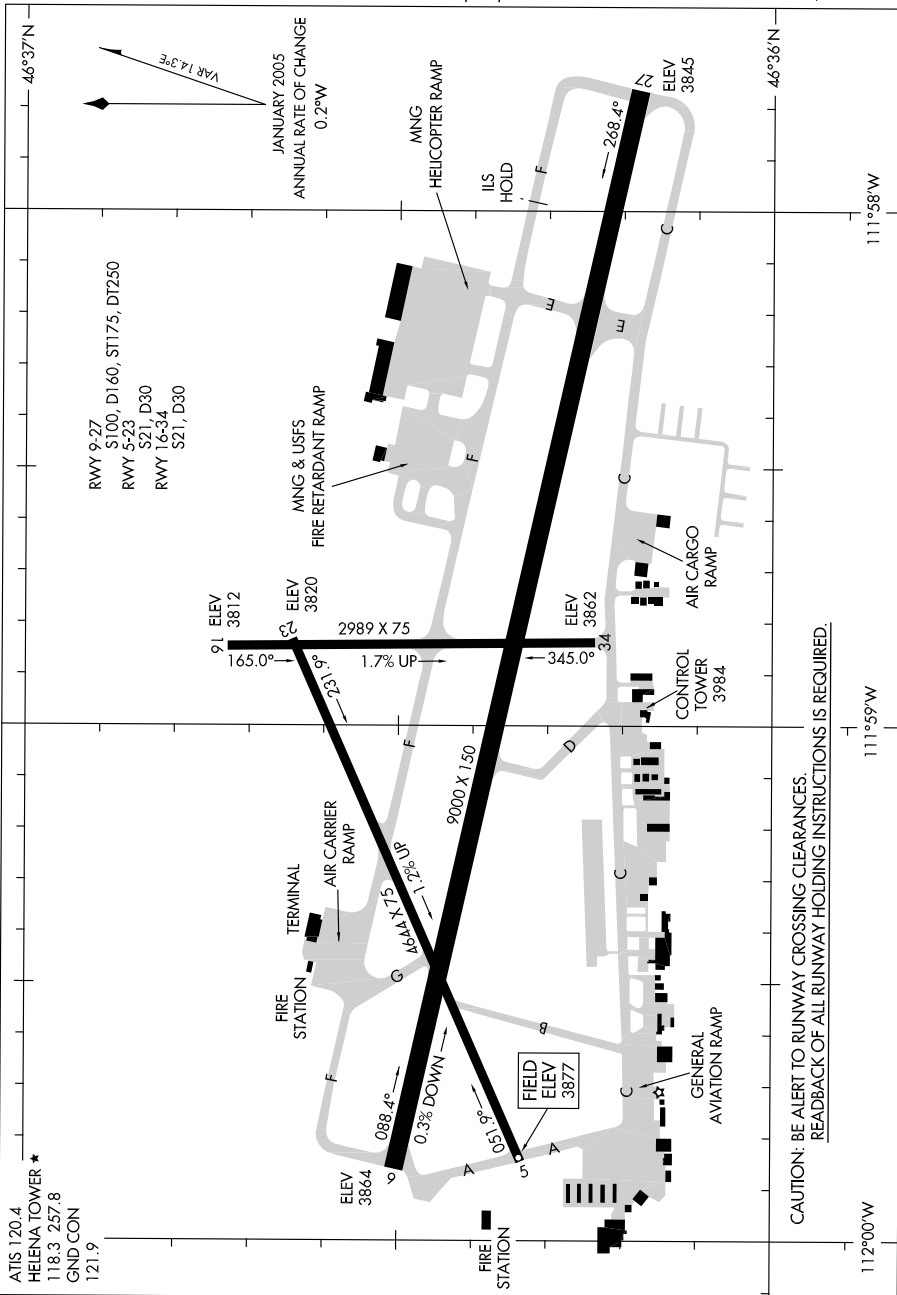 ATIS 120.4
HELENA TOWER ★
118.3 257.8
GND CON
121.9
46°37'N
VAR 14.3°E
JANUARY 2005
ANNUAL RATE OF CHANGE
0.2°W
RWY 9-27
S100, D160, ST175, DT250
RWY 5-23
S21, D30
RWY 16-34
S21, D30
MNG
HELICOPTER RAMP
MNG & USFS
FIRE RETARDANT RAMP
ILS
HOLD
F
F
F
F
ELEV
3812
16
ELEV
3820
23
165.0°
2989 X 75
1.7% UP
345.0°
ELEV
3862
34
231.9°
4644 X 75
1.2% UP
051.9°
5
FIELD
ELEV
3877
TERMINAL
AIR CARRIER
RAMP
FIRE
STATION
G
ELEV
3864
9
088.4°
0.3% DOWN
9000 X 150
268.4°
27
ELEV
3845
A
A
B
C
C
C
C
D
E
E
FIRE
STATION
GENERAL
AVIATION RAMP
CONTROL
TOWER
3984
AIR CARGO
RAMP
46°36'N
CAUTION: BE ALERT TO RUNWAY CROSSING CLEARANCES.
READBACK OF ALL RUNWAY HOLDING INSTRUCTIONS IS REQUIRED.
112°00'W
111°59'W
111°58'W